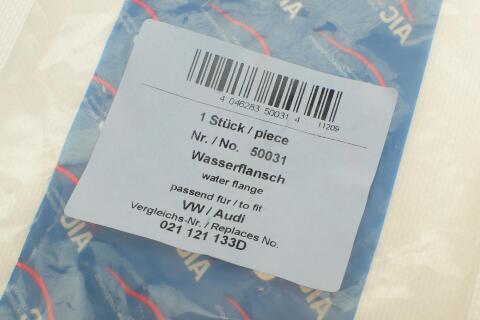 4 046283 50031 4
11209
1 Stück / piece
Nr. / No. 50031
Wasserflansch
water flange
passend für / to fit
VW / Audi
Vergleichs-Nr. / Replaces No.
021 121 133D